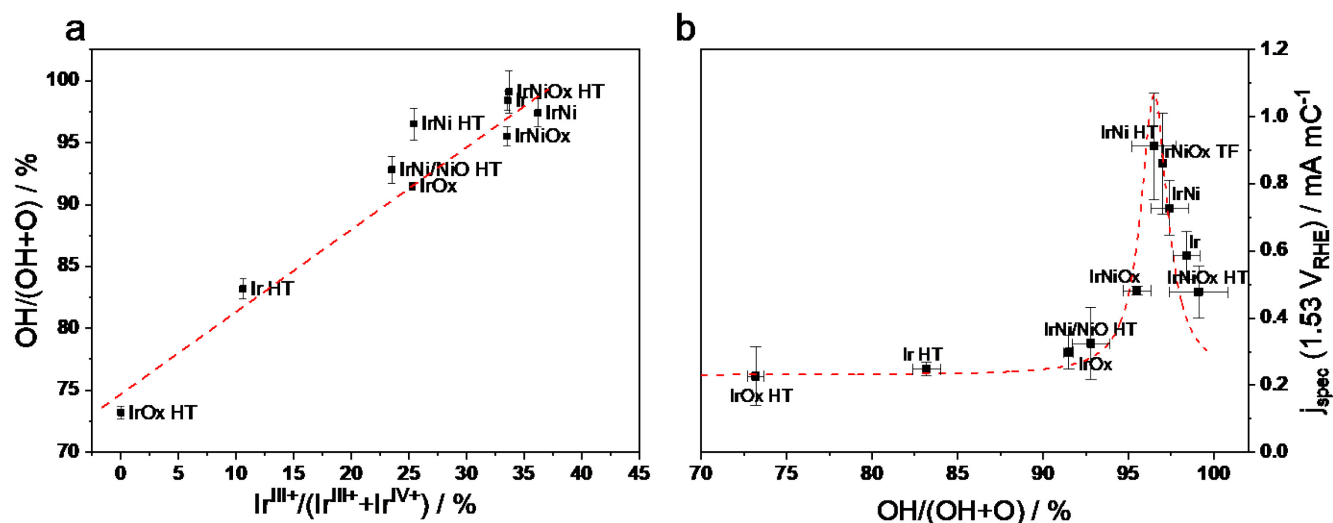 a
OH/(OH+O) / %
100
95
90
85
80
75
70
IrNiOx HT
Ir
IrNi
IrNi HT
IrNiOx
IrNi/NiO HT
IrOx
Ir HT
IrOx HT
0 5 10 15 20 25 30 35 40 45
Ir^III+/(Ir^III+ +Ir^IV+) / %
b
1.2
1.0
0.8
0.6
0.4
0.2
0.0
j_spec (1.53 V_RHE) / mA mC^-1
IrNi HT
IrNiOx TF
IrNi
Ir
IrNiOx
IrNiOx HT
IrNi/NiO HT
IrOx
Ir HT
IrOx HT
70 75 80 85 90 95 100
OH/(OH+O) / %